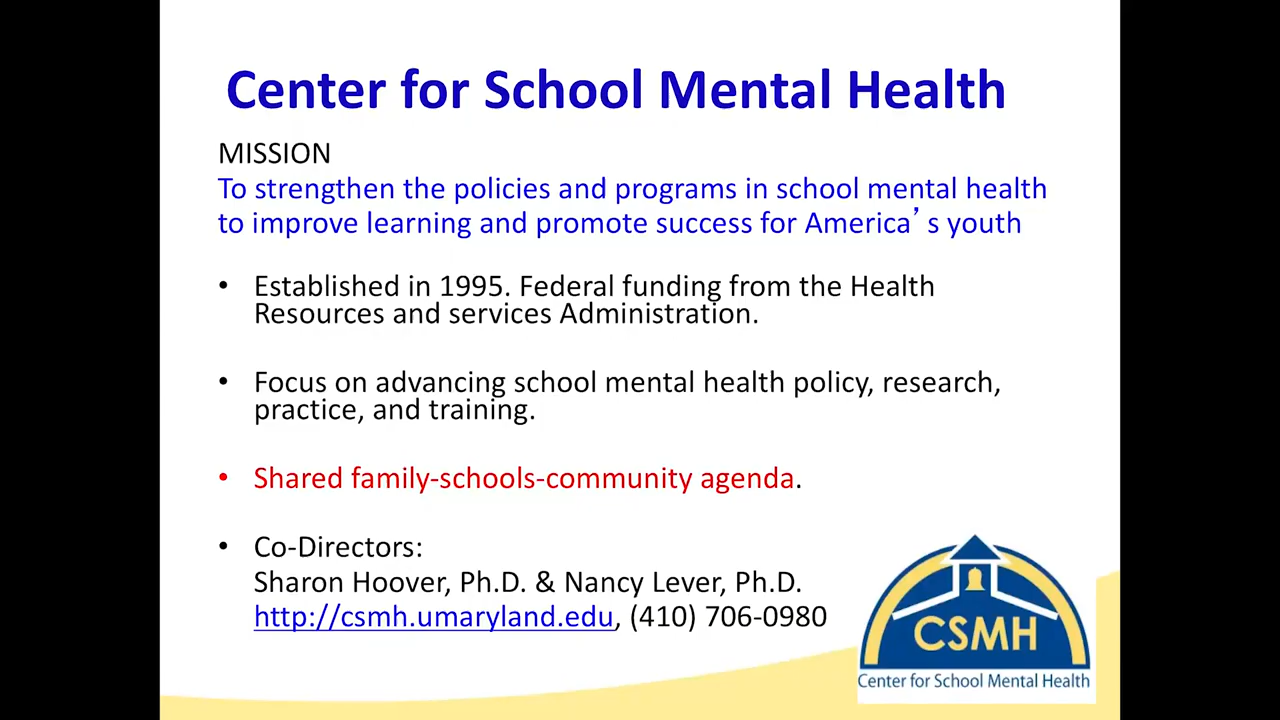 Center for School Mental Health
MISSION
To strengthen the policies and programs in school mental health
to improve learning and promote success for America’s youth
• Established in 1995. Federal funding from the Health
Resources and services Administration.
• Focus on advancing school mental health policy, research,
practice, and training.
• Shared family-schools-community agenda.
• Co-Directors:
Sharon Hoover, Ph.D. & Nancy Lever, Ph.D.
http://csmh.umaryland.edu, (410) 706-0980
CSMH
Center for School Mental Health